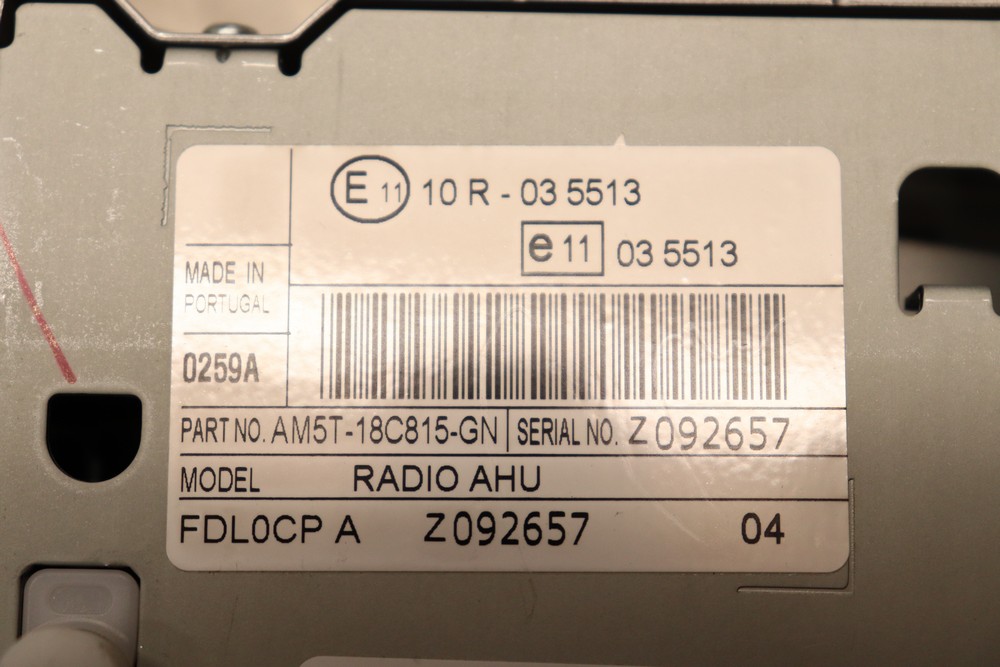 E 11 10 R - 03 5513
e 11 03 5513
MADE IN
PORTUGAL
0259A
PART NO. AM5T-18C815-GN SERIAL NO. Z092657
MODEL RADIO AHU
FDL0CP A Z092657 04